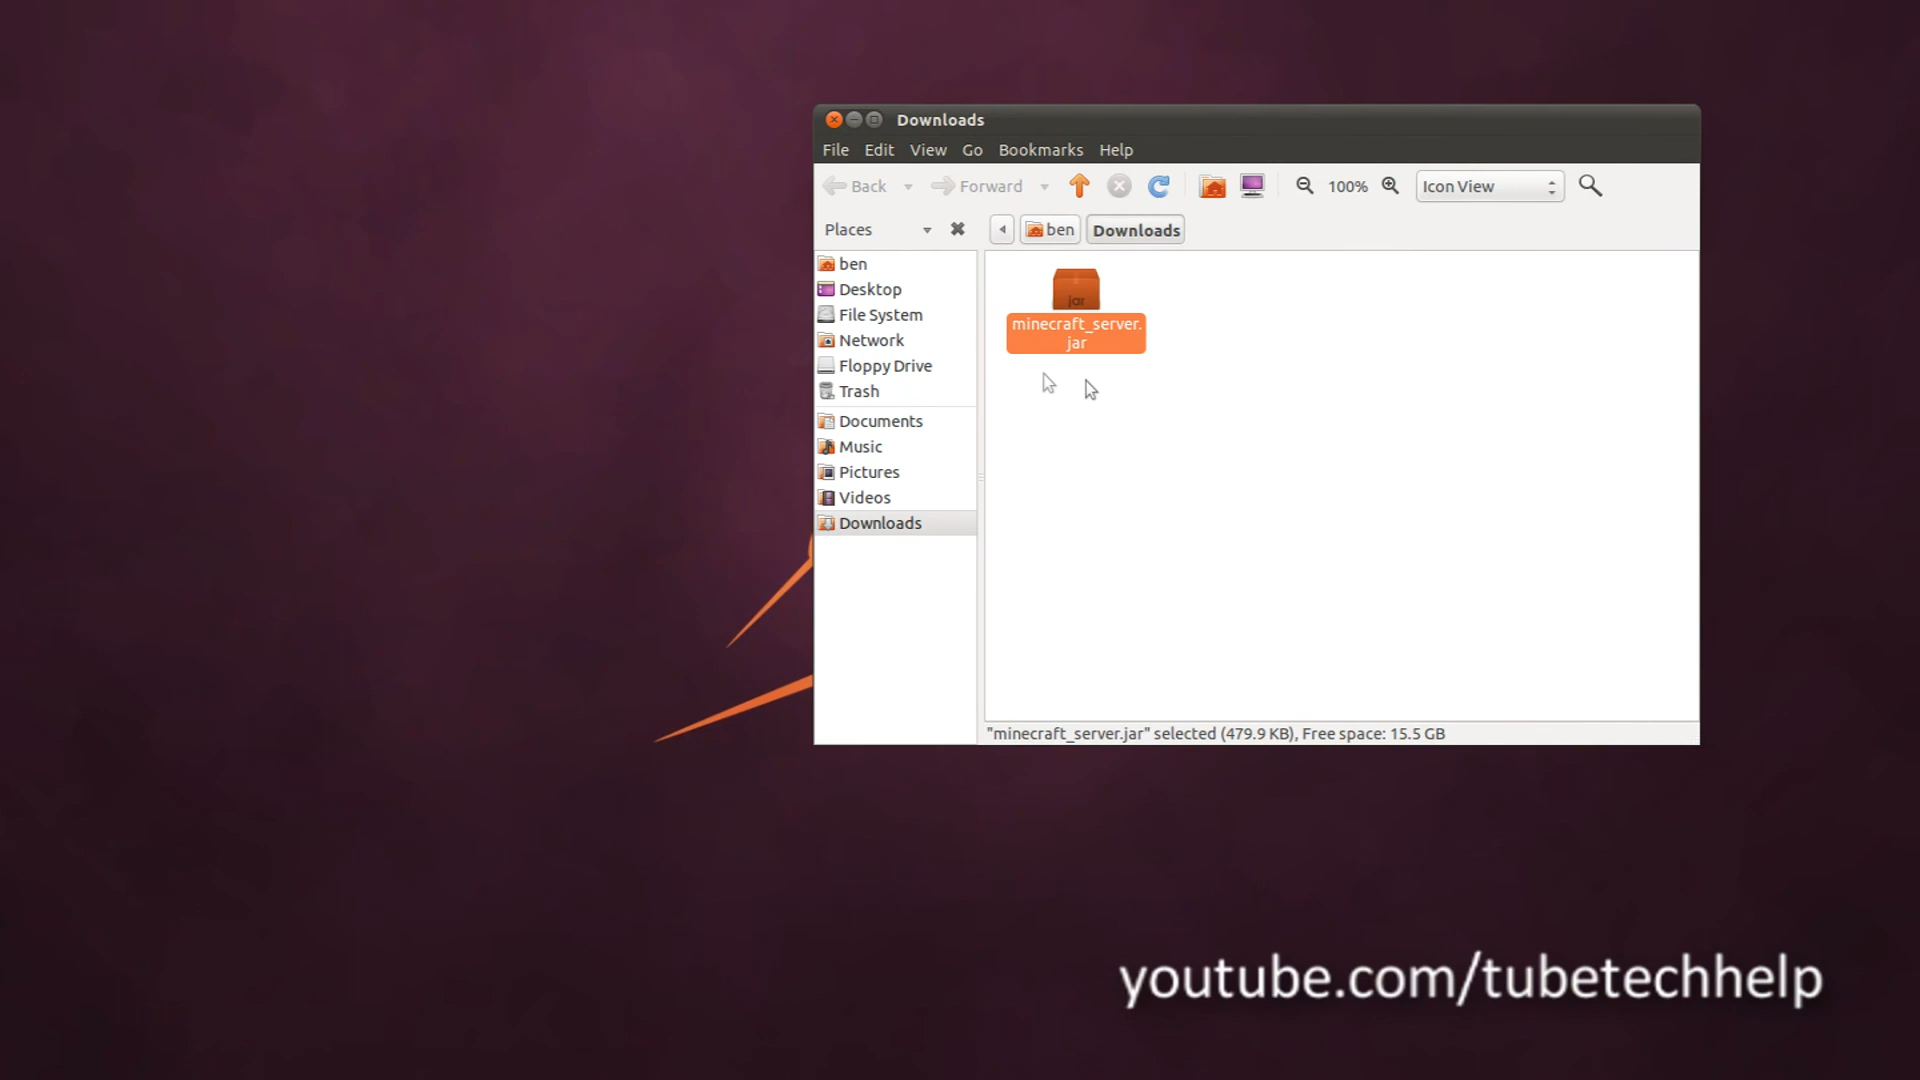 Downloads
File Edit View Go Bookmarks Help
Back Forward 100% Icon View
Places ben Downloads
ben
Desktop
File System
Network
Floppy Drive
Trash
Documents
Music
Pictures
Videos
Downloads
jar
minecraft_server.
jar
"minecraft_server.jar" selected (479.9 KB), Free space: 15.5 GB
youtube.com/tubetechhelp